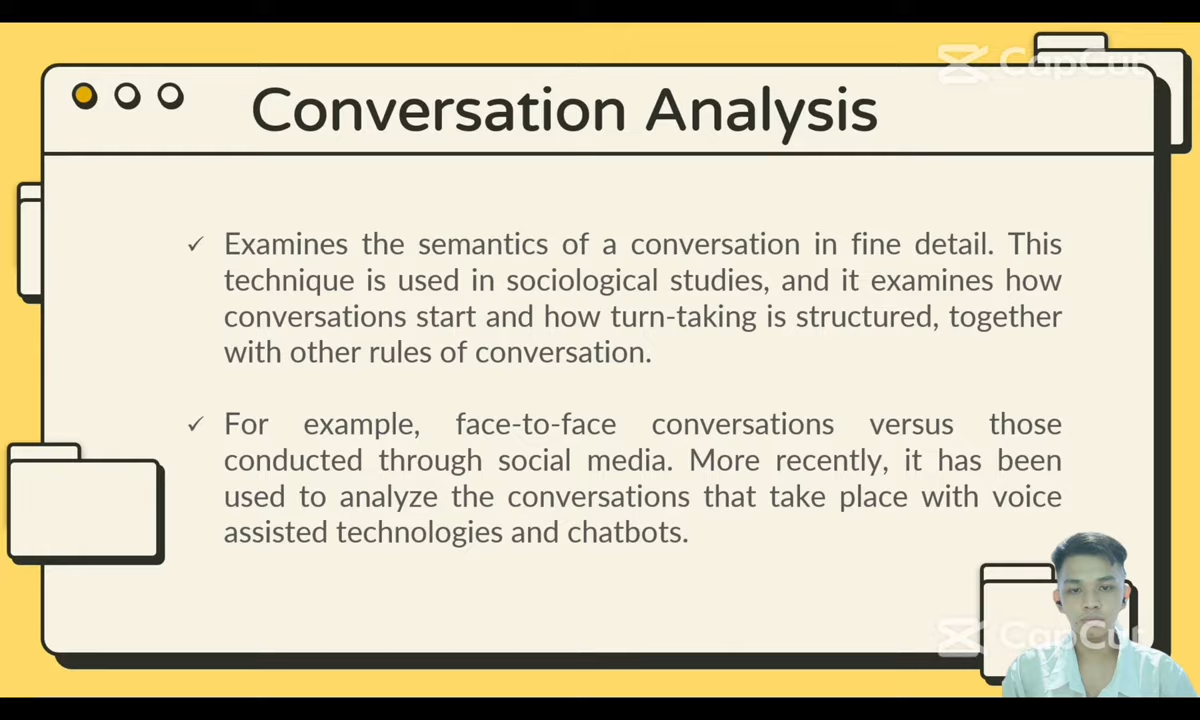 CapCut
Conversation Analysis
✓ Examines the semantics of a conversation in fine detail. This
technique is used in sociological studies, and it examines how
conversations start and how turn-taking is structured, together
with other rules of conversation.
✓ For example, face-to-face conversations versus those
conducted through social media. More recently, it has been
used to analyze the conversations that take place with voice
assisted technologies and chatbots.
CapCut